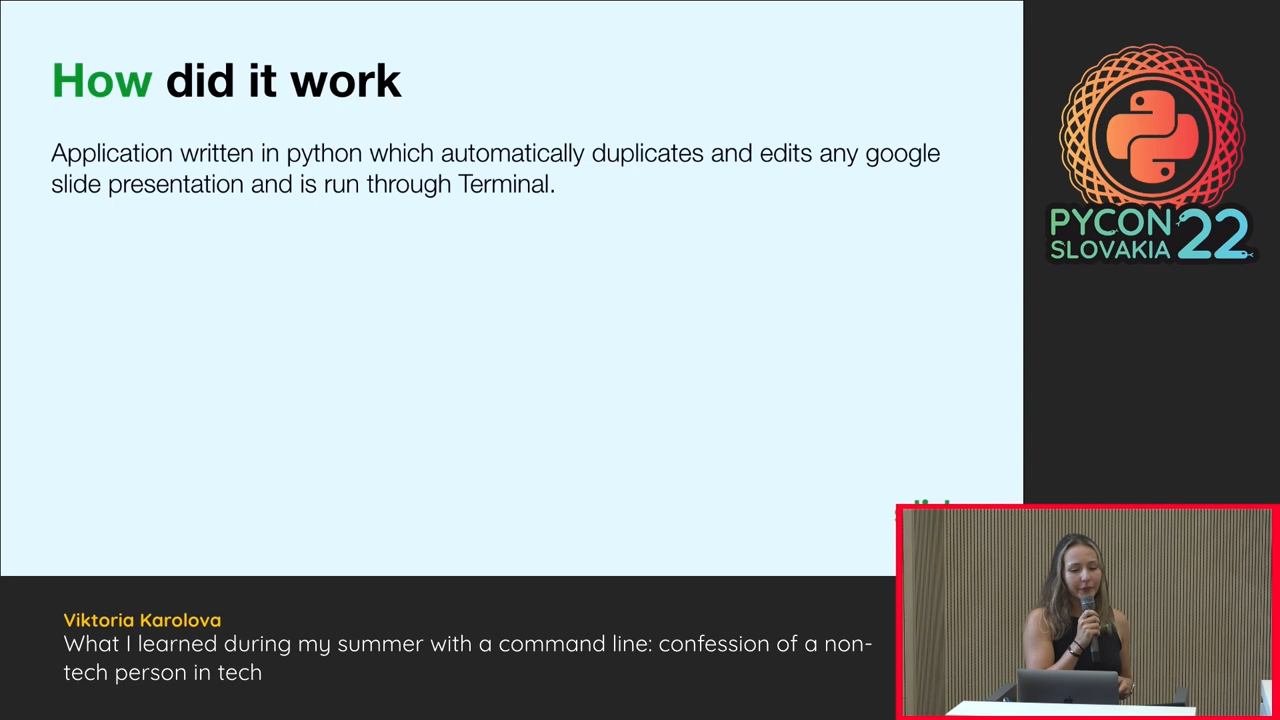 How did it work
Application written in python which automatically duplicates and edits any google
slide presentation and is run through Terminal.
PYCON
SLOVAKIA 22
Viktoria Karolova
What I learned during my summer with a command line: confession of a non-
tech person in tech